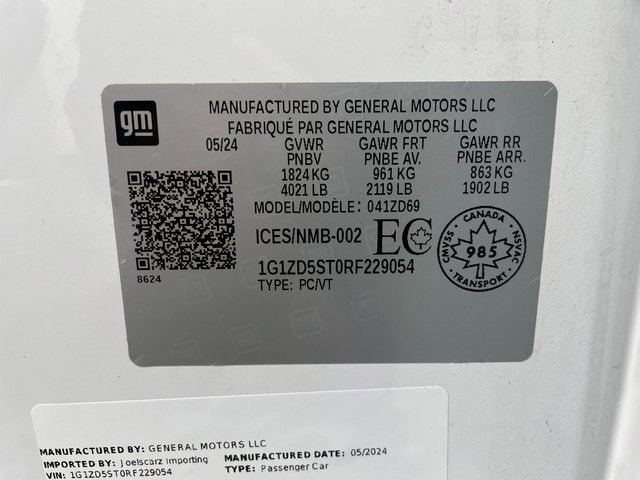 gm
MANUFACTURED BY GENERAL MOTORS LLC
FABRIQUÉ PAR GENERAL MOTORS LLC
05/24 GVWR GAWR FRT GAWR RR
PNBV PNBE AV. PNBE ARR.
1824 KG 961 KG 863 KG
4021 LB 2119 LB 1902 LB
MODEL/MODÈLE: 041ZD69
ICES/NMB-002 EC
CANADA
CMVSS 985 NSVAC
TRANSPORT
1G1ZD5ST0RF229054
8624 TYPE: PC/VT
MANUFACTURED BY: GENERAL MOTORS LLC
IMPORTED BY: Joelscarz Importing MANUFACTURED DATE: 05/2024
VIN: 1G1ZD5ST0RF229054 TYPE: Passenger Car